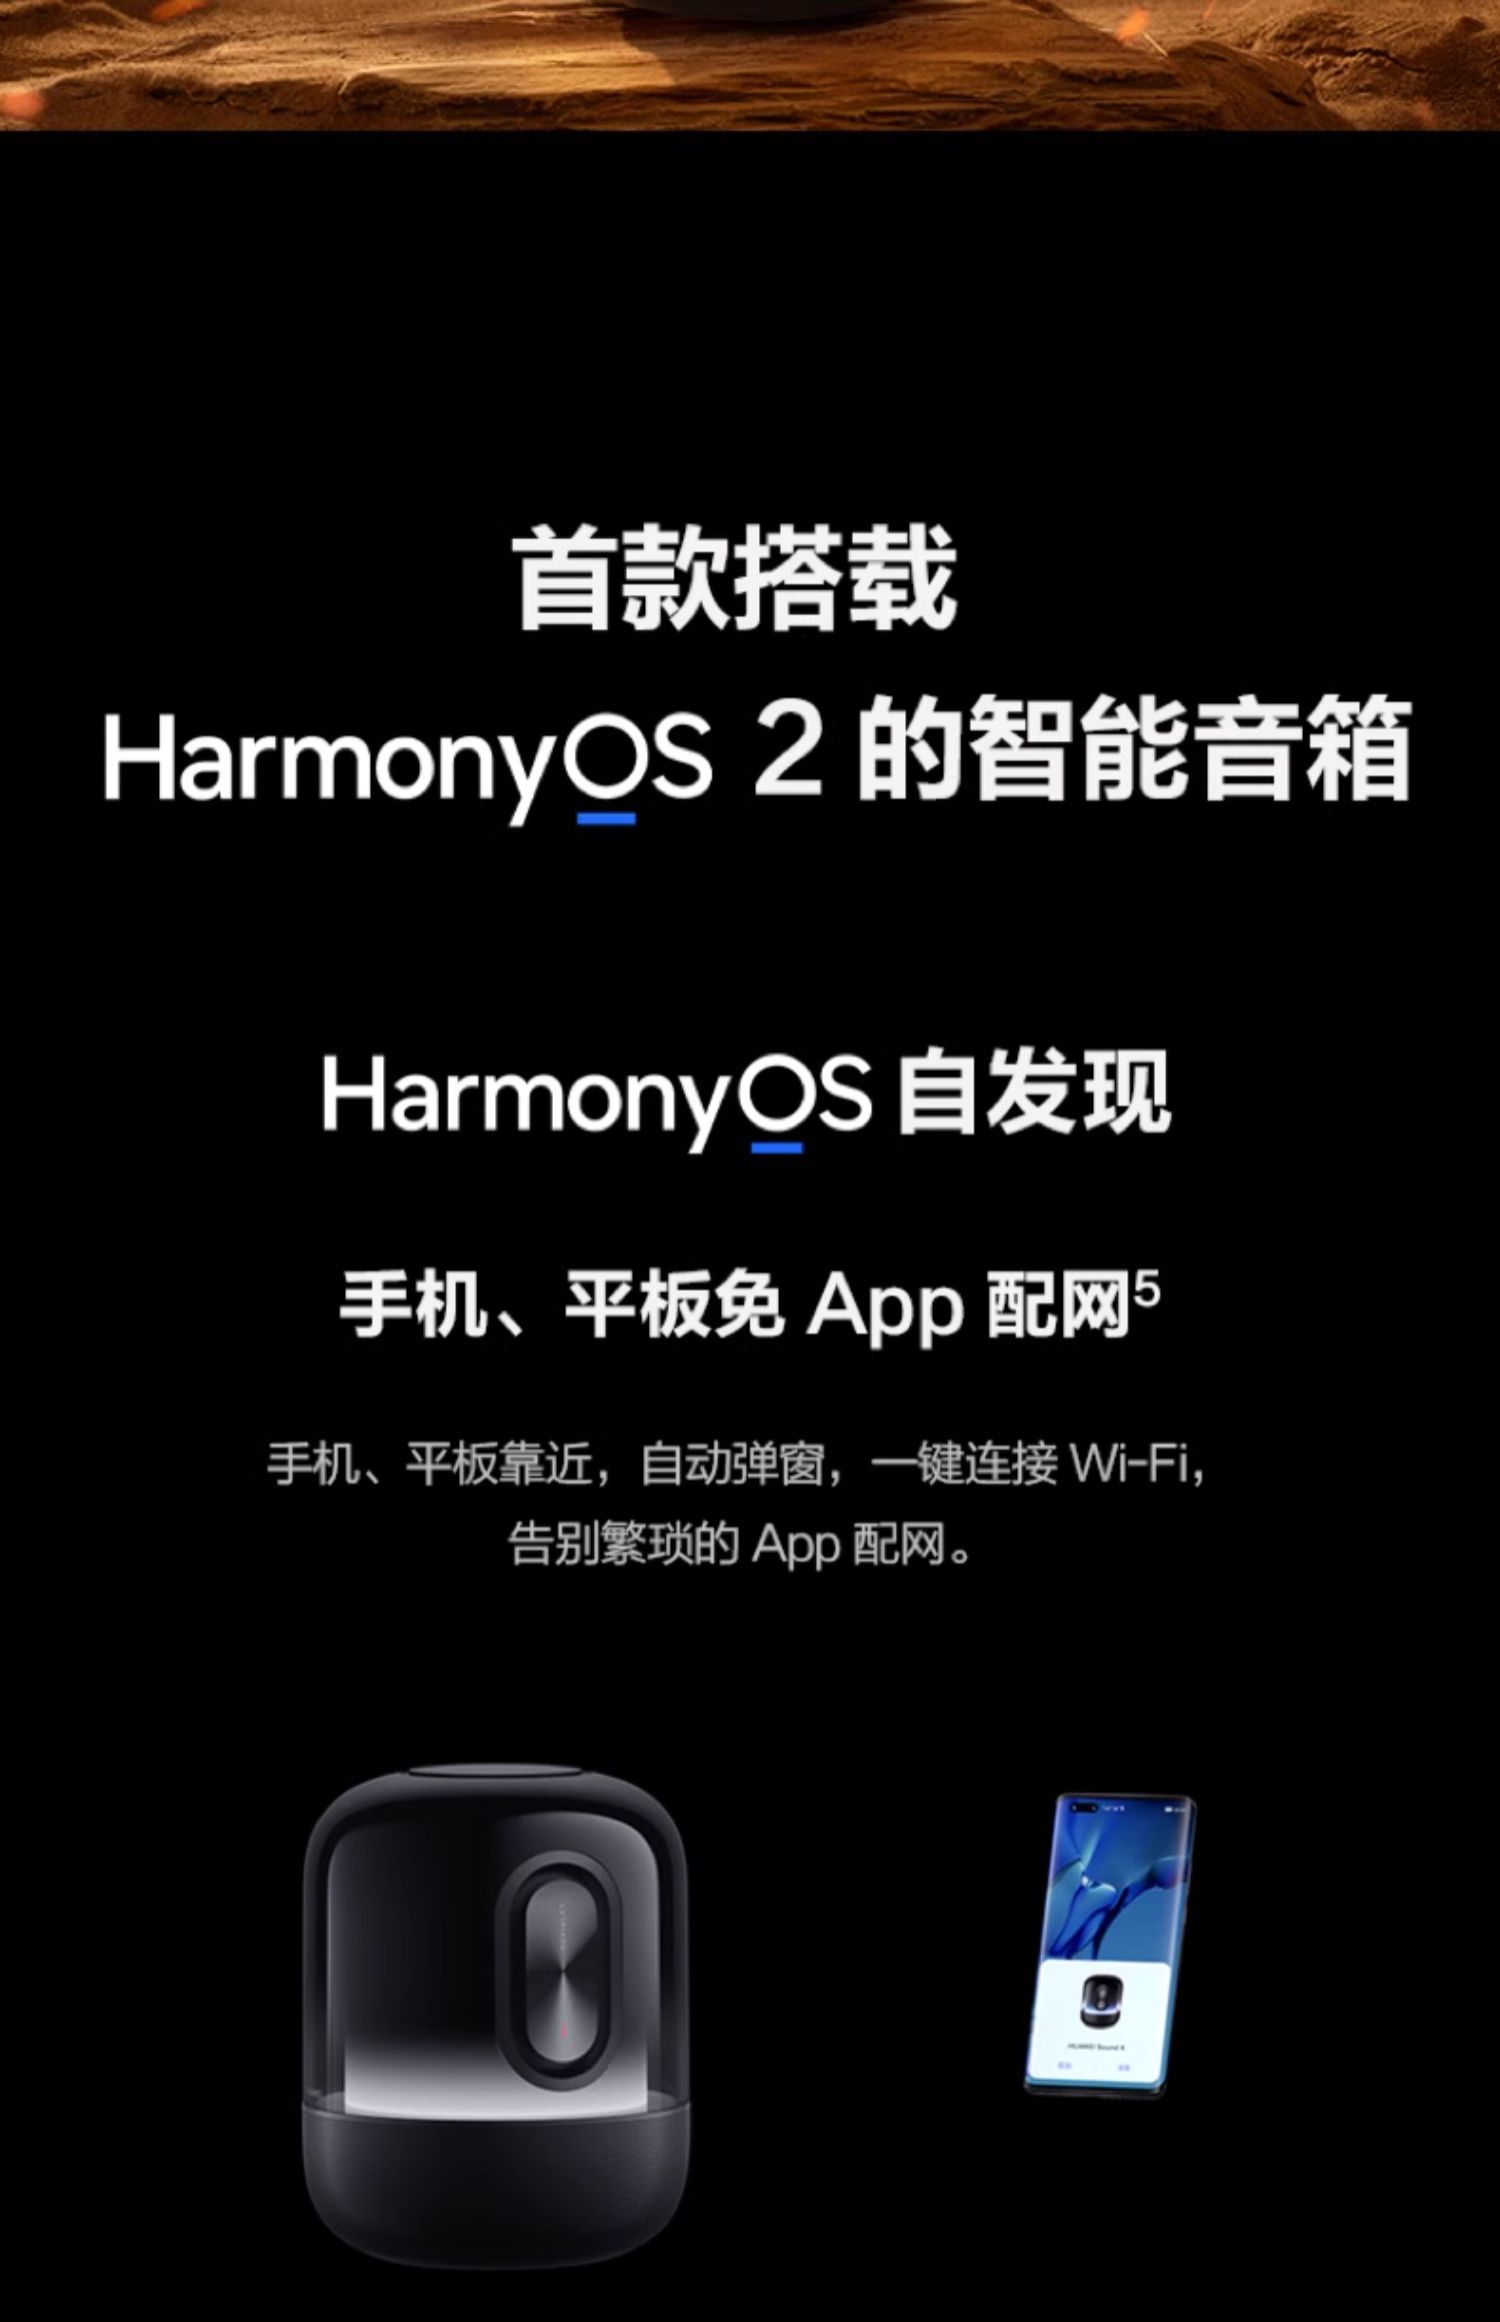 首款搭载
HarmonyOS 2 的智能音箱
HarmonyOS 自发现
手机、平板免 App 配网5
手机、平板靠近，自动弹窗，一键连接 Wi-Fi，
告别繁琐的 App 配网。
HUAWEI Sound X